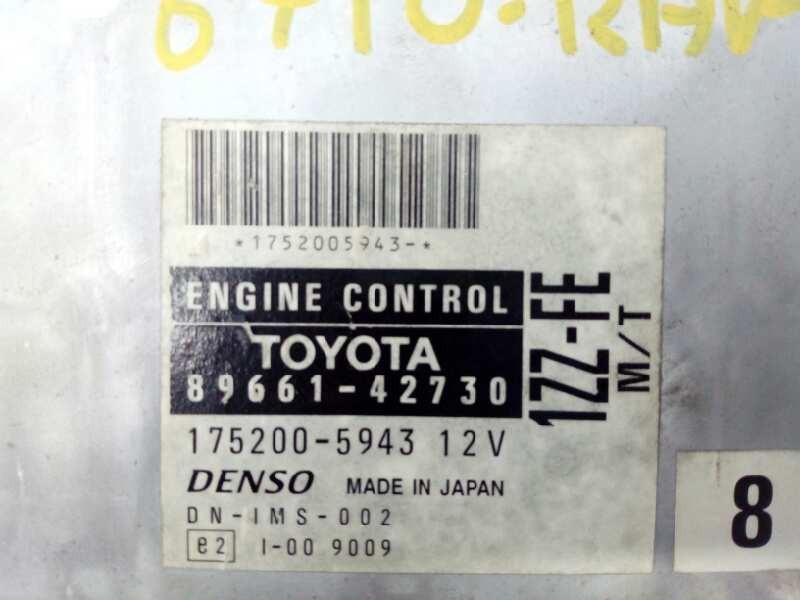 *1752005943-*
ENGINE CONTROL
TOYOTA
89661-42730
1ZZ-FE
M/T
175200-5943 12V
DENSO MADE IN JAPAN
DN-IMS-002
e2 I-00 9009
8